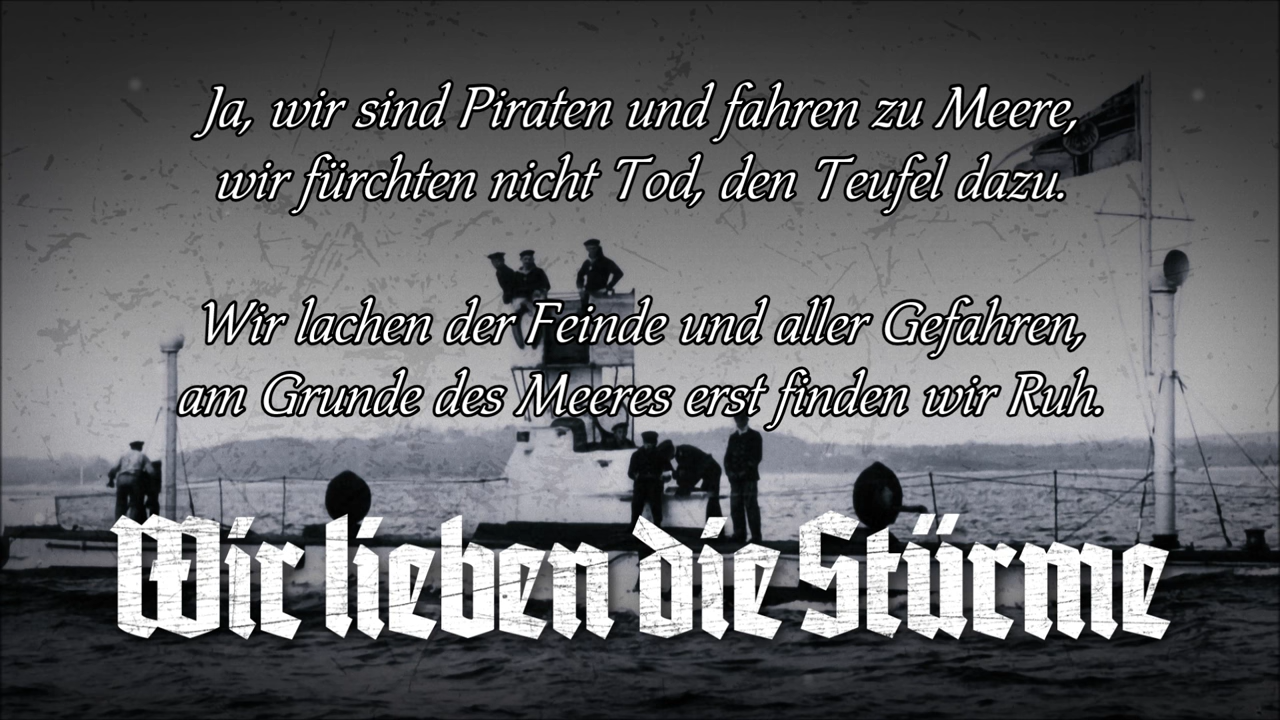 Ja, wir sind Piraten und fahren zu Meere,
wir fürchten nicht Tod, den Teufel dazu.
Wir lachen der Feinde und aller Gefahren,
am Grunde des Meeres erst finden wir Ruh.
Wir lieben die Stürme